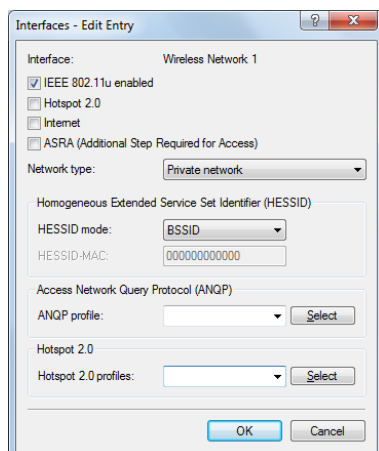 Interfaces - Edit Entry
Interface: Wireless Network 1
IEEE 802.11u enabled
Hotspot 2.0
Internet
ASRA (Additional Step Required for Access)
Network type: Private network
Homogeneous Extended Service Set Identifier (HESSID)
HESSID mode: BSSID
HESSID-MAC: 000000000000
Access Network Query Protocol (ANQP)
ANQP profile: Select
Hotspot 2.0
Hotspot 2.0 profiles: Select
OK Cancel